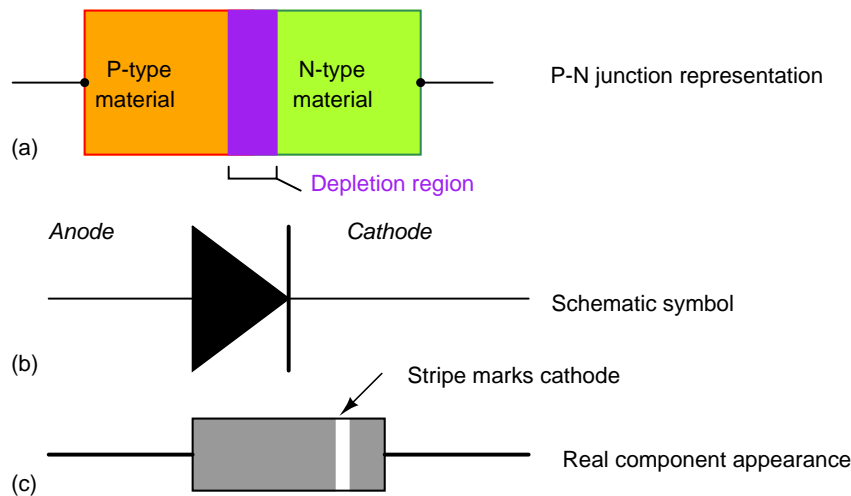 P-type
material
N-type
material
P-N junction representation
(a)
Depletion region
Anode
Cathode
Schematic symbol
(b)
Stripe marks cathode
Real component appearance
(c)